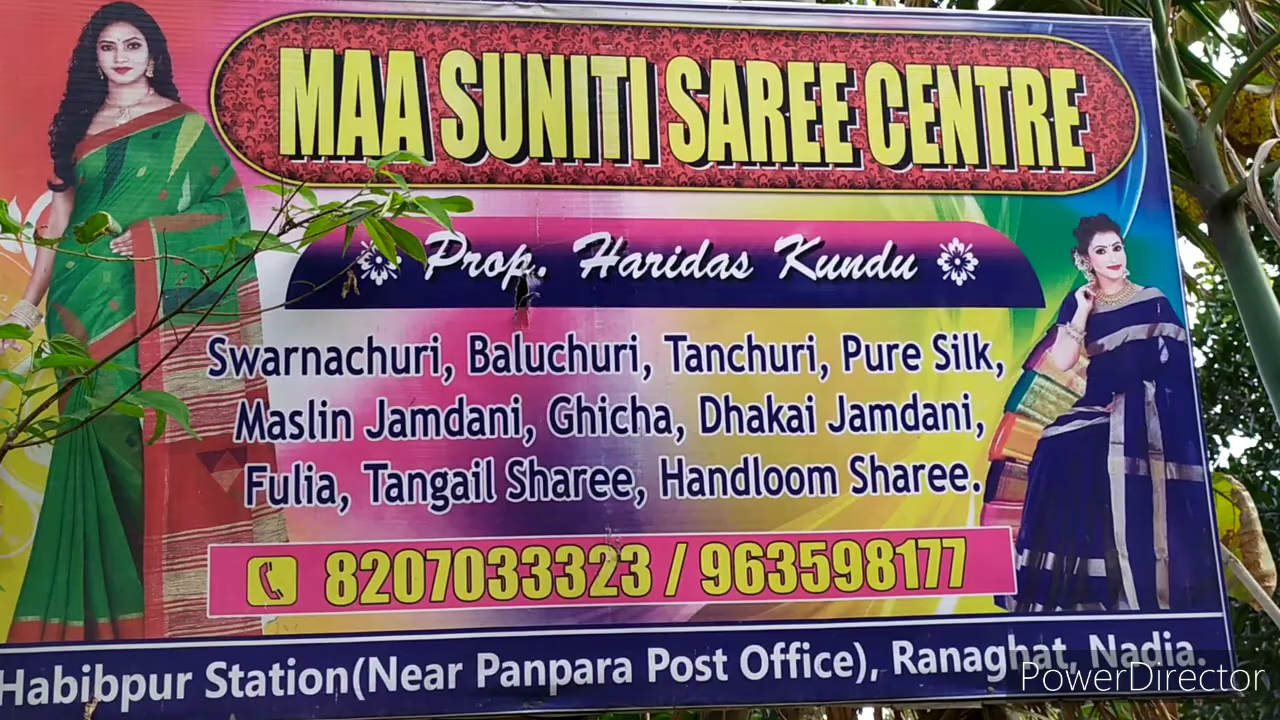 MAA SUNITI SAREE CENTRE
Prop. Haridas Kundu
Swarnachuri, Baluchuri, Tanchuri, Pure Silk,
Maslin Jamdani, Ghicha, Dhakai Jamdani,
Fulia, Tangail Sharee, Handloom Sharee.
8207033323 / 963598177
Habibpur Station(Near Panpara Post Office), Ranaghat, Nadia.
PowerDirector